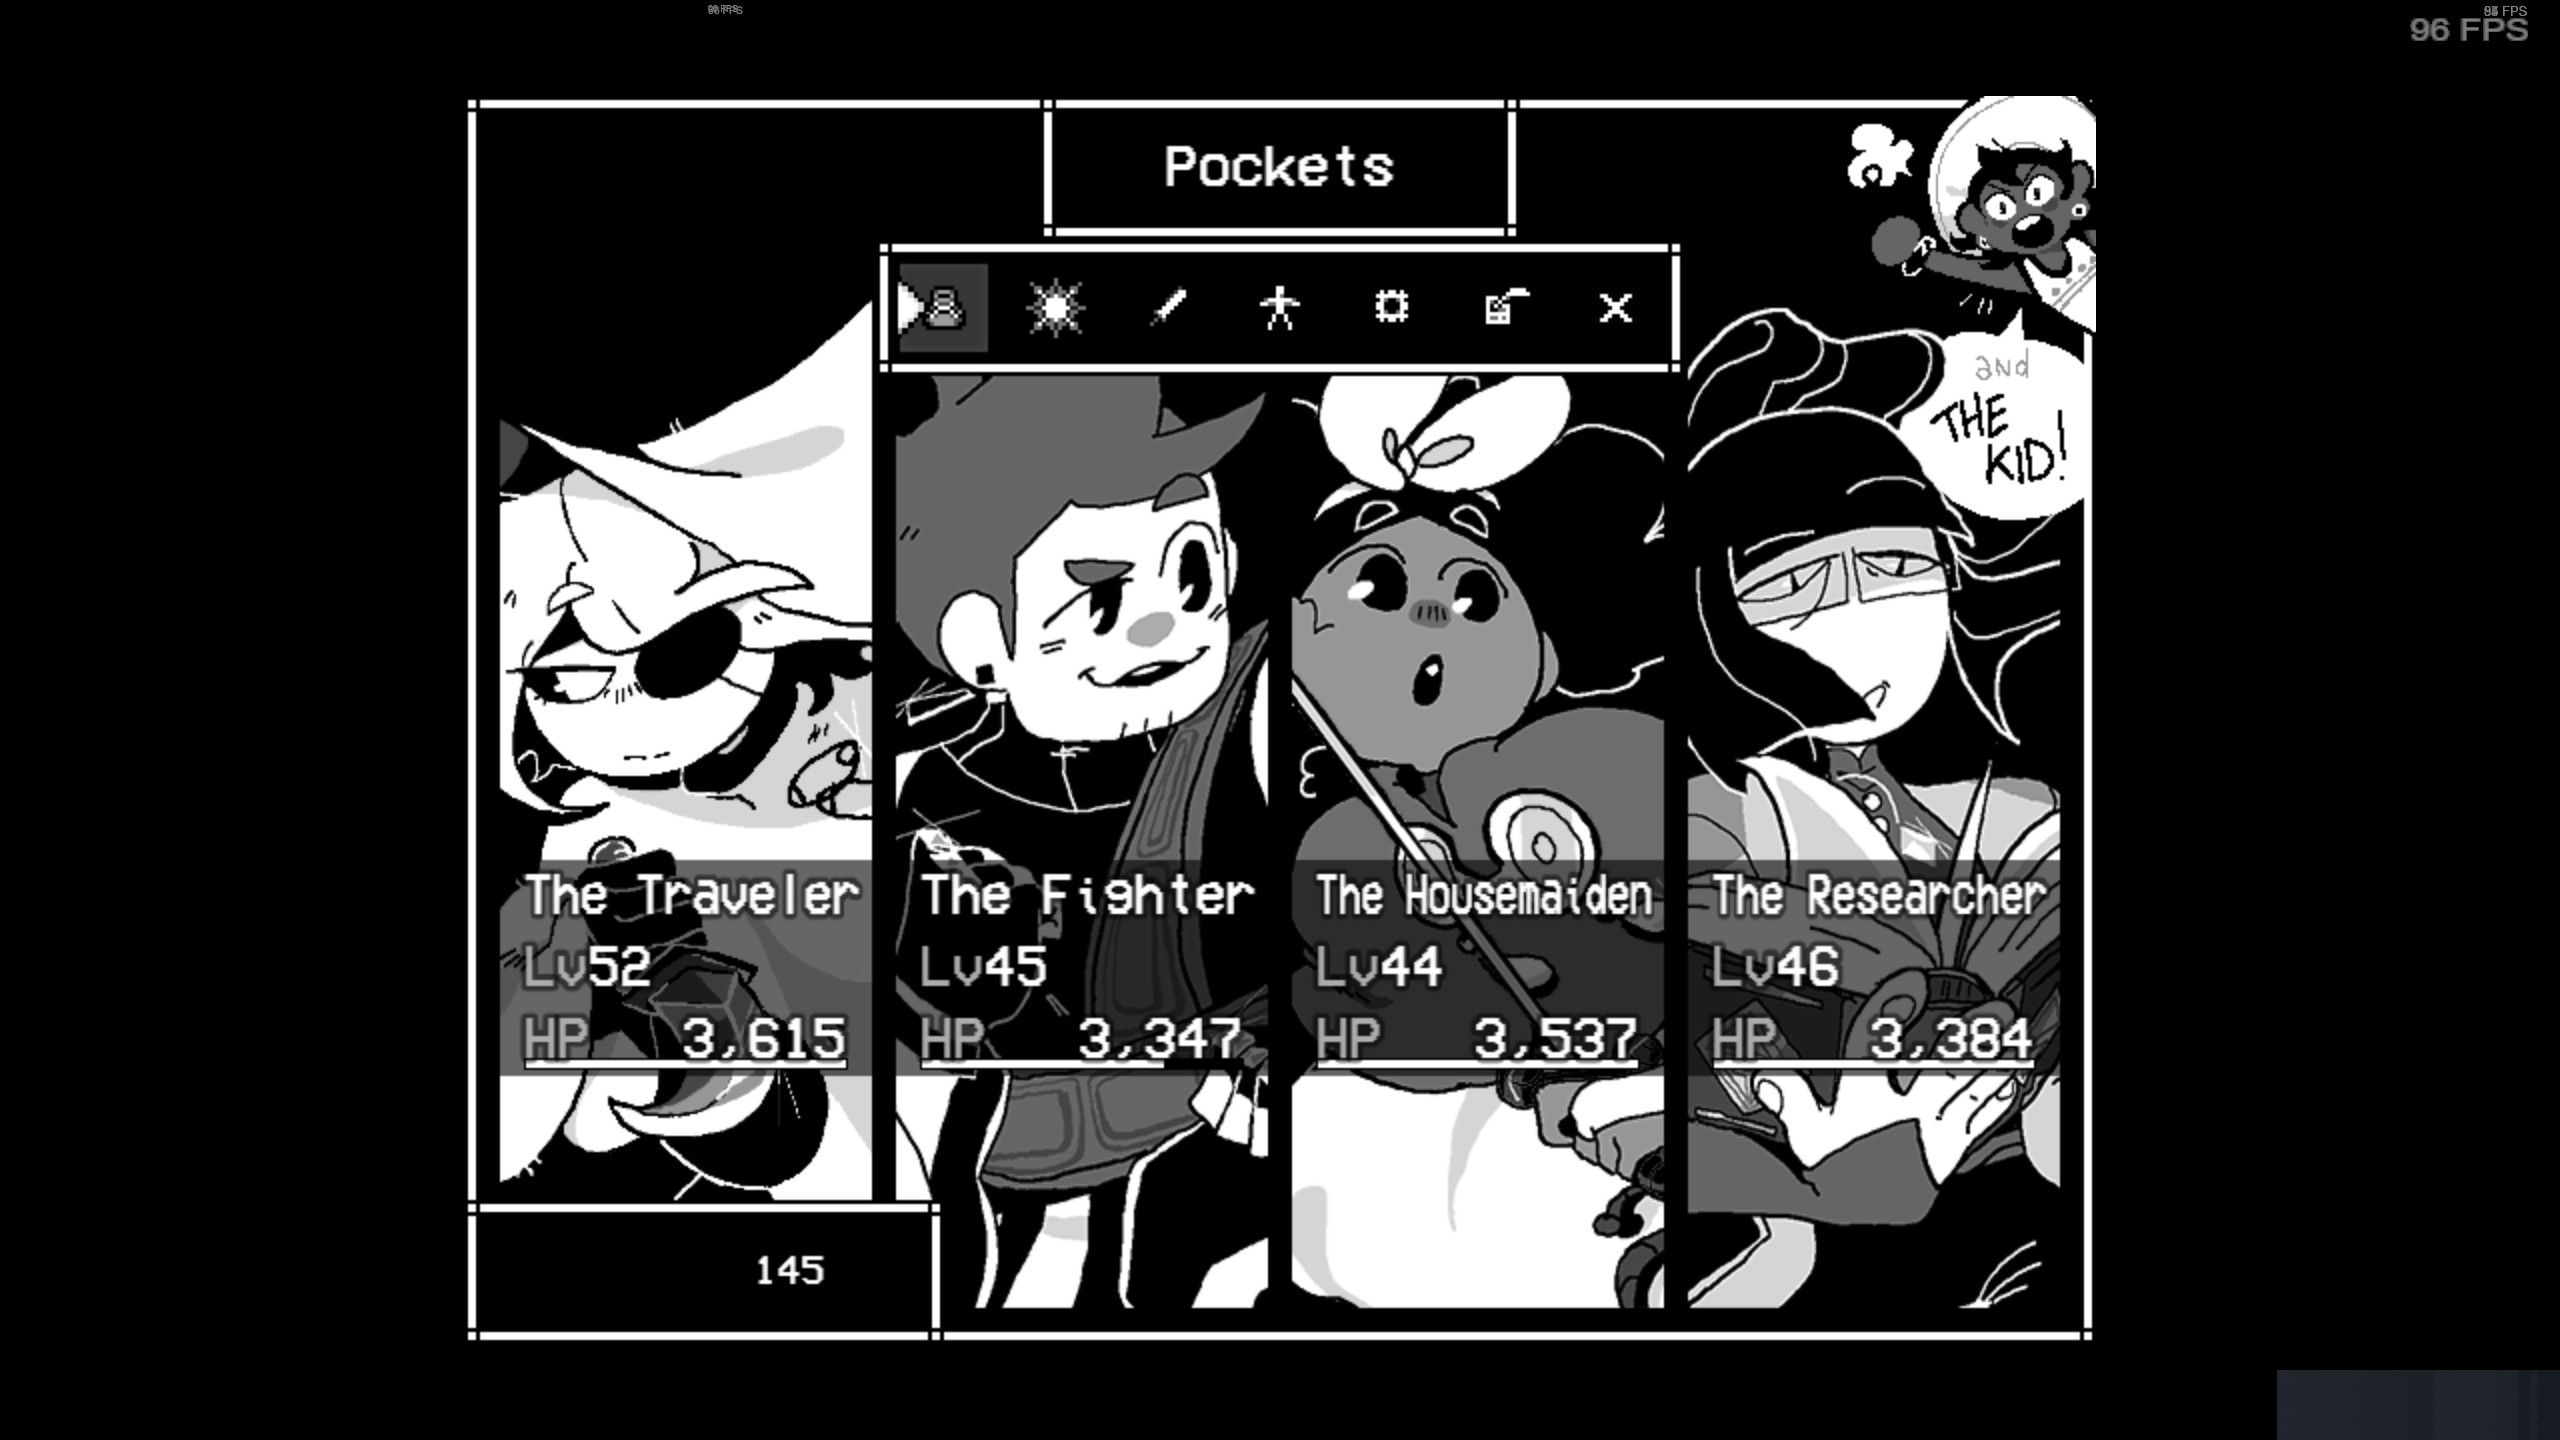 96 FPS
Pockets
and
THE
KID!
The Traveler
Lv52
HP 3,615
The Fighter
Lv45
HP 3,347
The Housemaiden
Lv44
HP 3,537
The Researcher
Lv46
HP 3,384
145